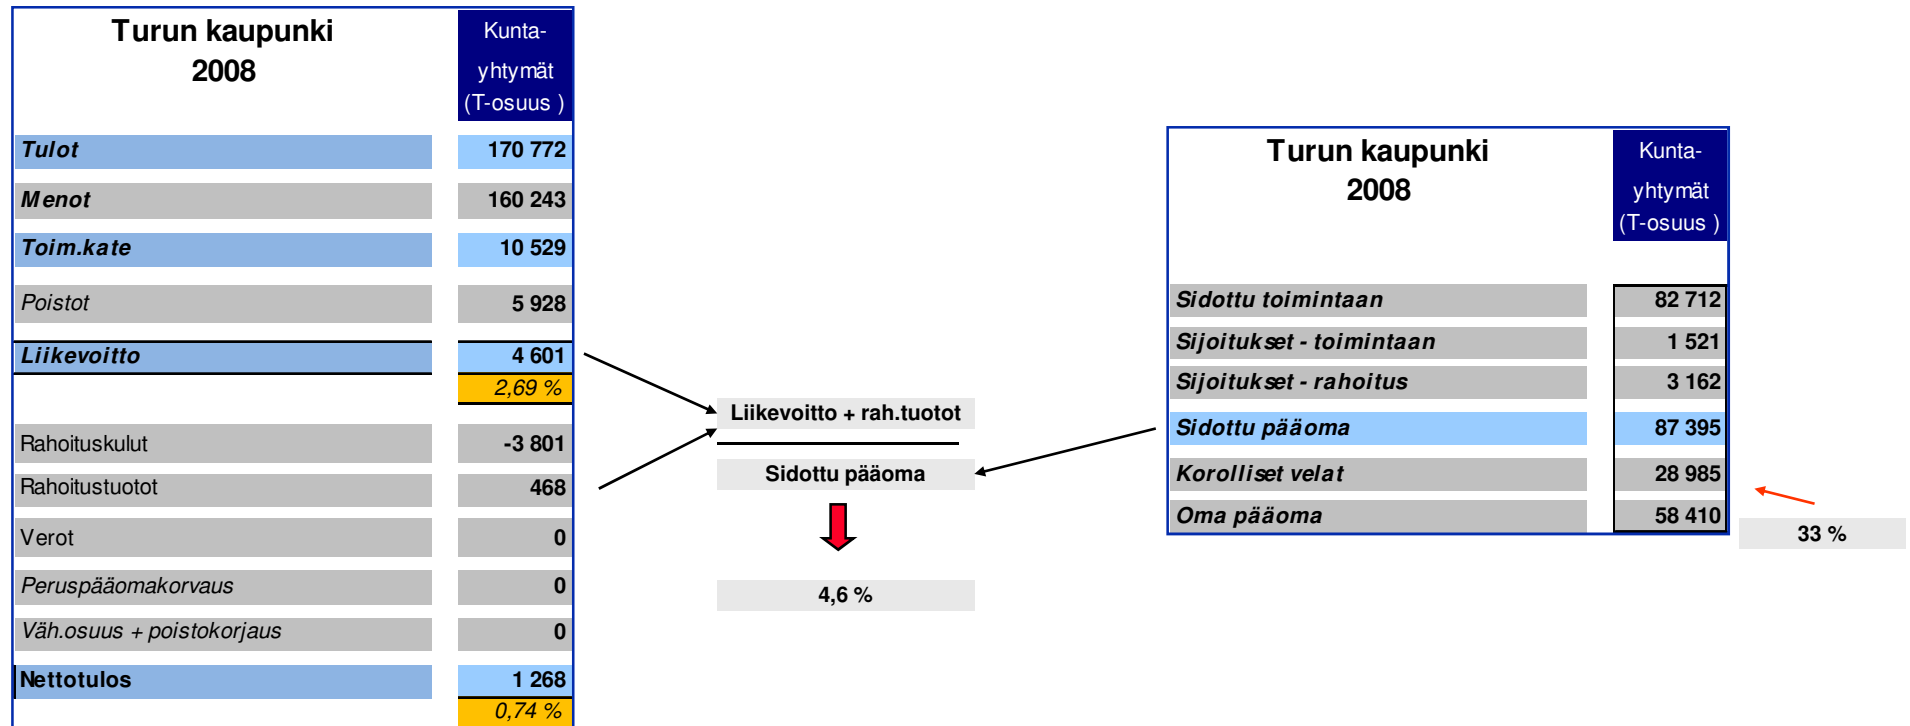 Turun kaupunki
2008
Kunta-
yhtymät
(T-osuus )
Tulot 170 772
Menot 160 243
Toim.kate 10 529
Poistot 5 928
Liikevoitto 4 601
2,69 %
Rahoituskulut -3 801
Rahoitustuotot 468
Verot 0
Peruspääomakorvaus 0
Väh.osuus + poistokorjaus 0
Nettotulos 1 268
0,74 %
Liikevoitto + rah.tuotot
Sidottu pääoma
4,6 %
Turun kaupunki
2008
Kunta-
yhtymät
(T-osuus )
Sidottu toimintaan 82 712
Sijoitukset - toimintaan 1 521
Sijoitukset - rahoitus 3 162
Sidottu pääoma 87 395
Korolliset velat 28 985
Oma pääoma 58 410
33 %